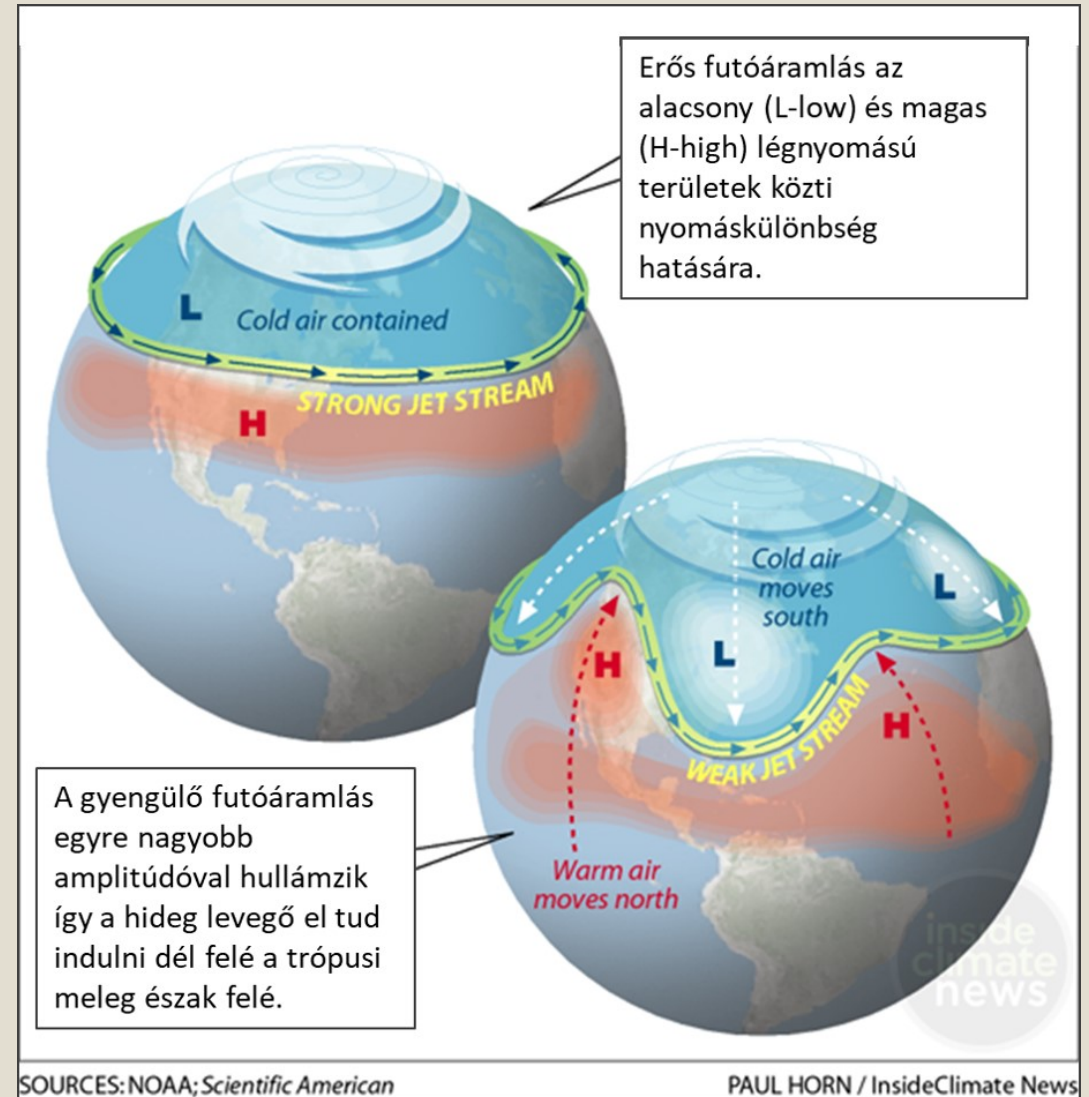 Erős futóáramlás az
alacsony (L-low) és magas
(H-high) légnyomású
területek közti
nyomáskülönbség
hatására.
L
Cold air contained
STRONG JET STREAM
H
Cold air
moves
south
L
L
H
H
WEAK JET STREAM
Warm air
moves north
A gyengülő futóáramlás
egyre nagyobb
amplitúdóval hullámzik
így a hideg levegő el tud
indulni dél felé a trópusi
meleg észak felé.
inside
climate
news
SOURCES: NOAA; Scientific American
PAUL HORN / InsideClimate News